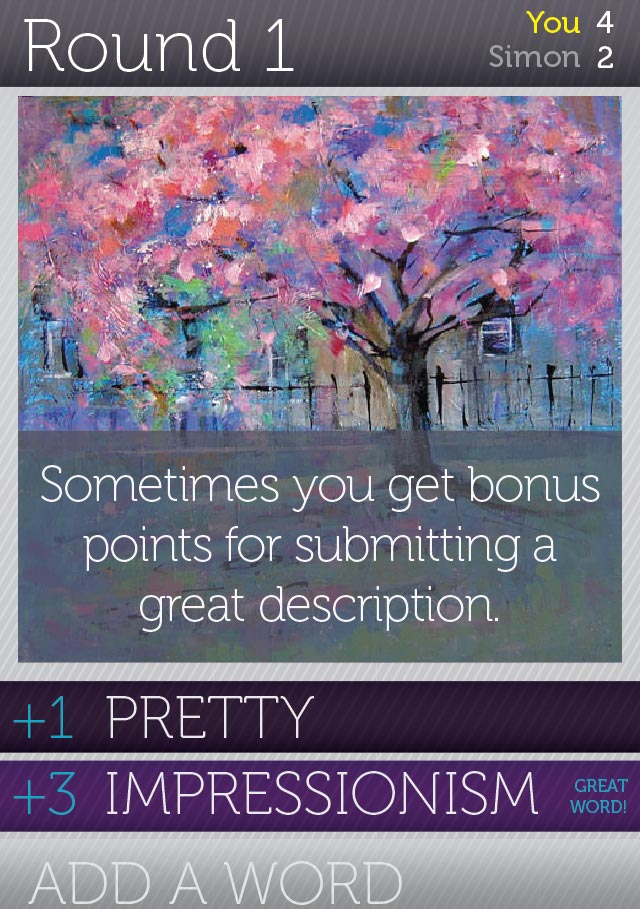 Round 1
You 4
Simon 2
Sometimes you get bonus
points for submitting a
great description.
+1 PRETTY
+3 IMPRESSIONISM GREAT WORD!
ADD A WORD